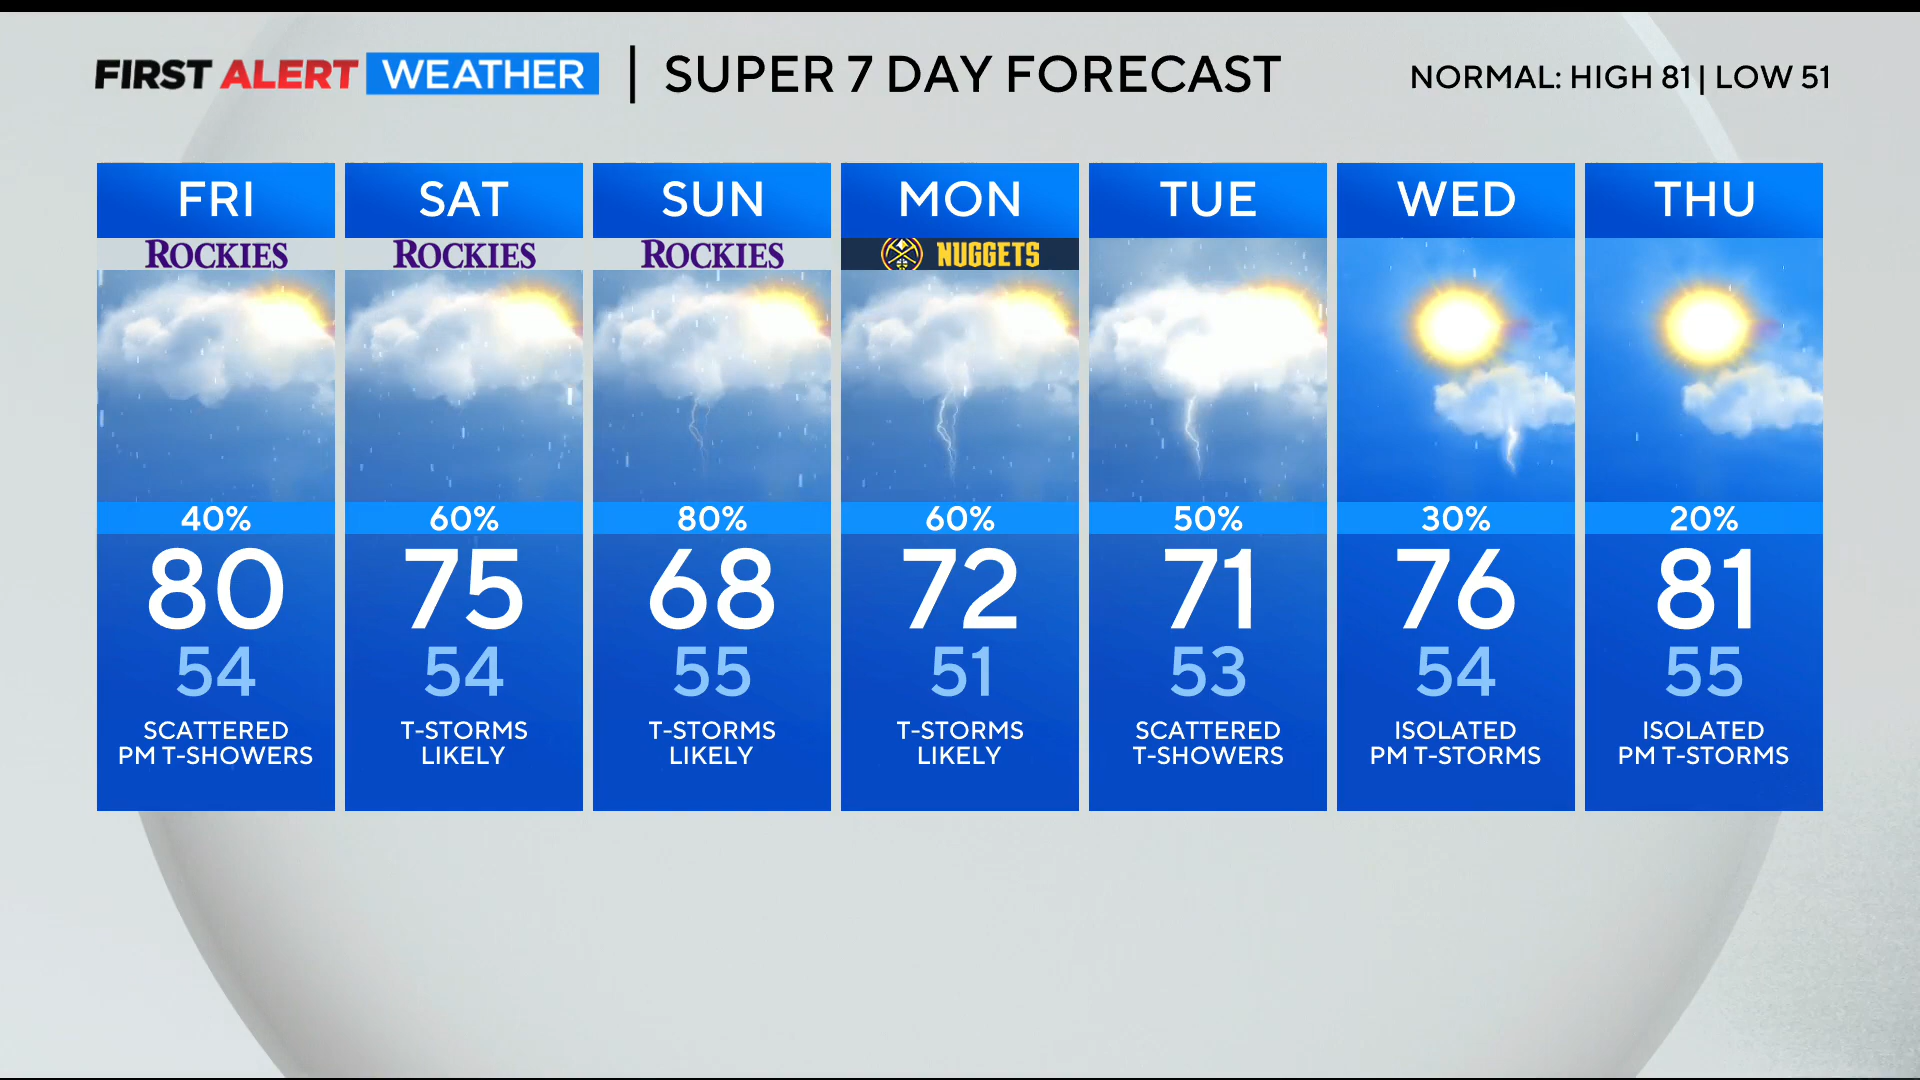 FIRST ALERT WEATHER | SUPER 7 DAY FORECAST
NORMAL: HIGH 81 | LOW 51
FRI
ROCKIES
40%
80
54
SCATTERED
PM T-SHOWERS
SAT
ROCKIES
60%
75
54
T-STORMS
LIKELY
SUN
ROCKIES
80%
68
55
T-STORMS
LIKELY
MON
NUGGETS
60%
72
51
T-STORMS
LIKELY
TUE
50%
71
53
SCATTERED
T-SHOWERS
WED
30%
76
54
ISOLATED
PM T-STORMS
THU
20%
81
55
ISOLATED
PM T-STORMS